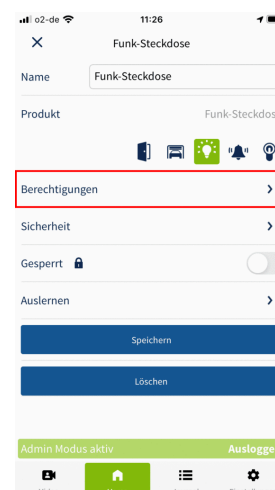 o2-de 11:26
Funk-Steckdose
Name Funk-Steckdose
Produkt Funk-Steckdos
Berechtigungen
Sicherheit
Gesperrt
Auslernen
Speichern
Löschen
Admin Modus aktiv Auslogge